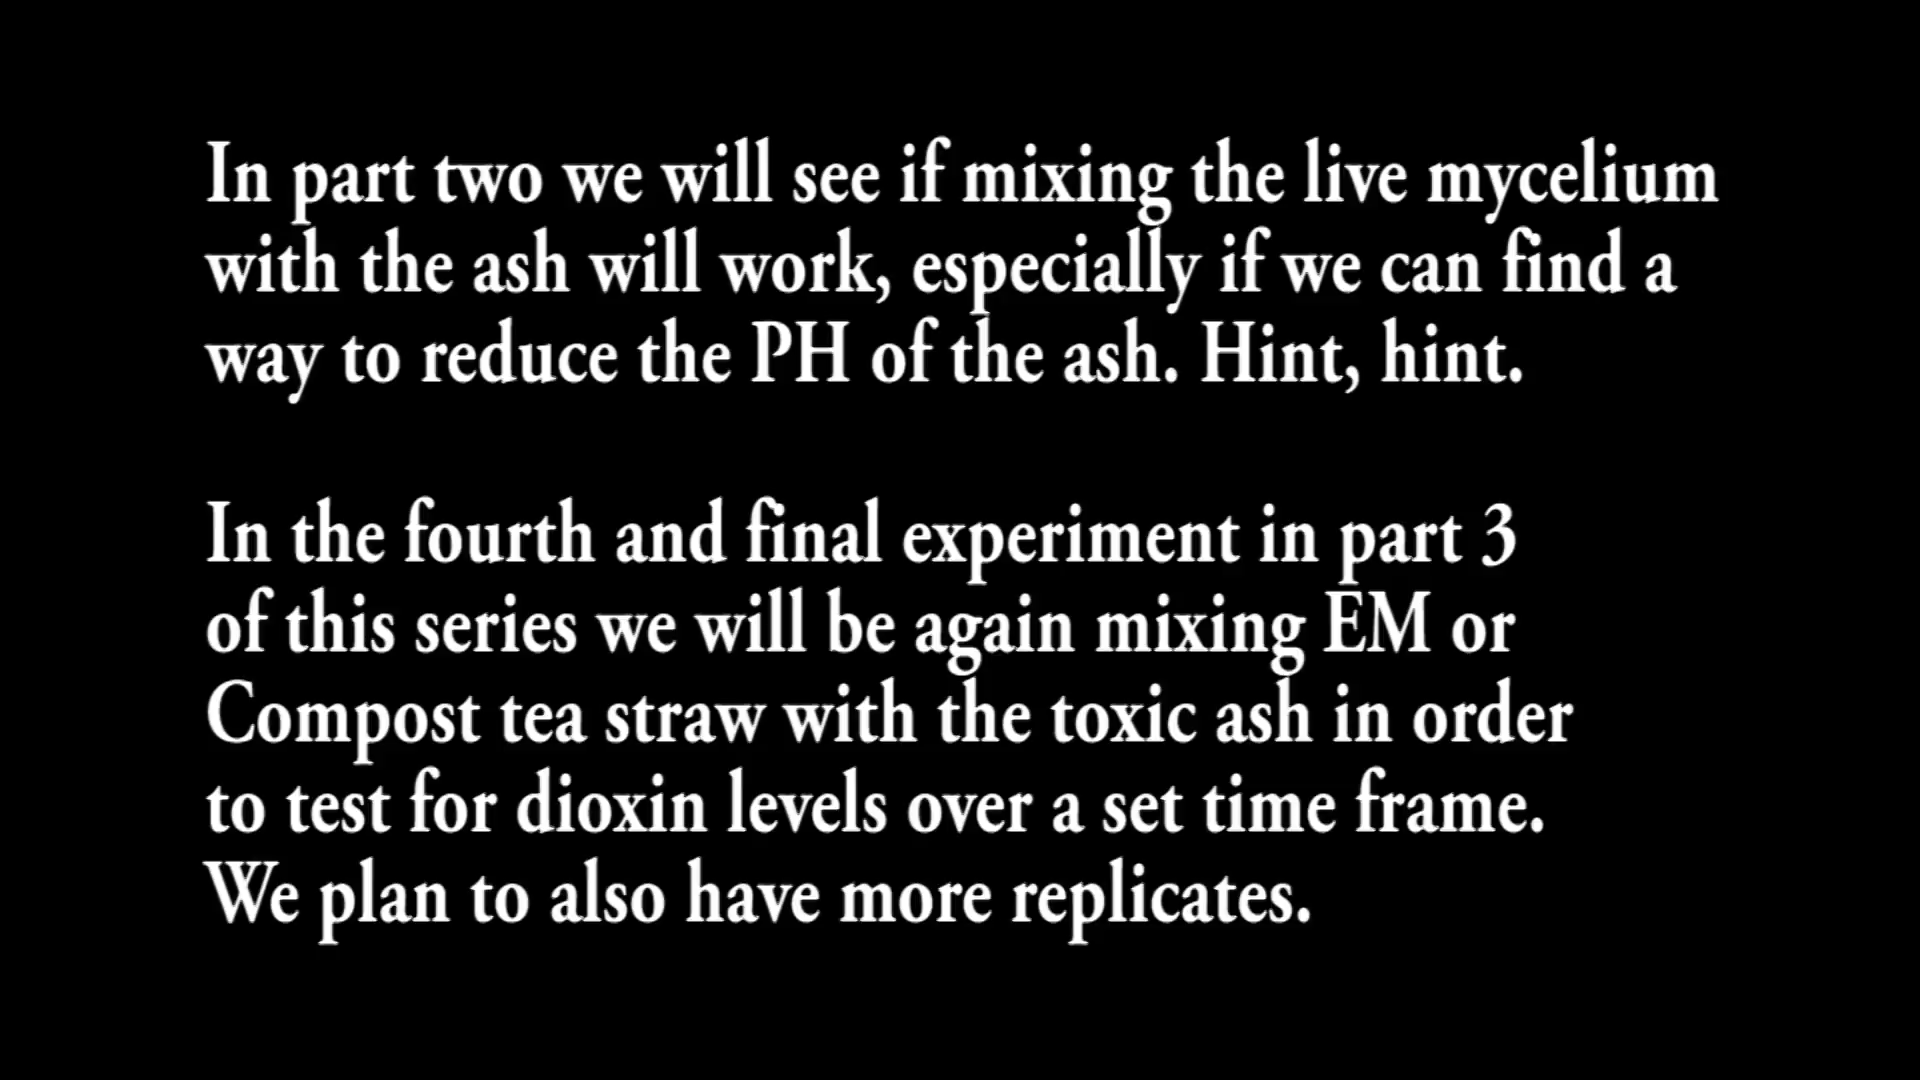 In part two we will see if mixing the live mycelium
with the ash will work, especially if we can find a
way to reduce the PH of the ash. Hint, hint.
In the fourth and final experiment in part 3
of this series we will be again mixing EM or
Compost tea straw with the toxic ash in order
to test for dioxin levels over a set time frame.
We plan to also have more replicates.